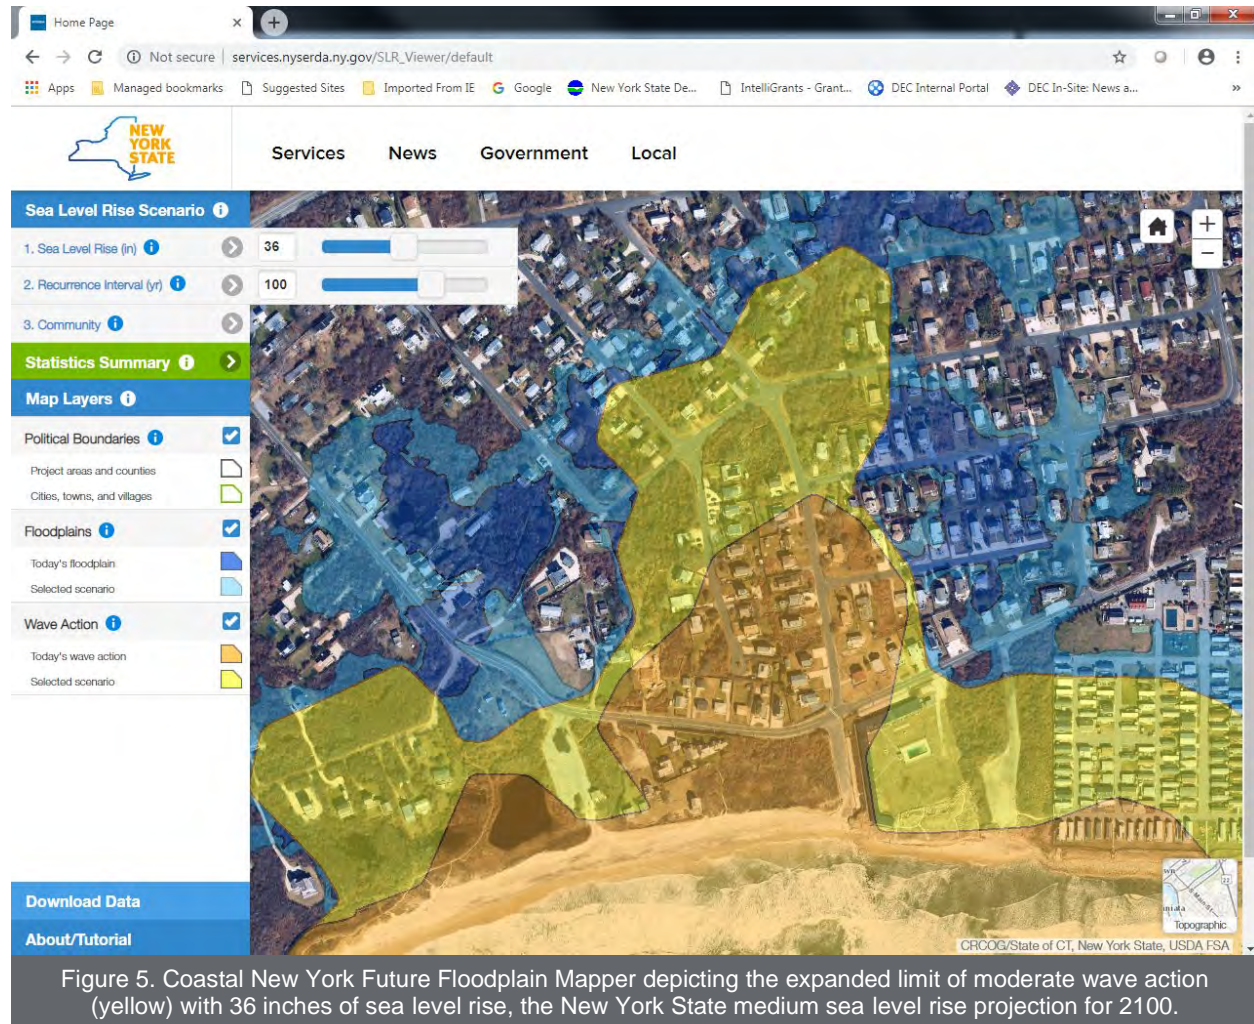 Home Page
Not secure | services.nyserda.ny.gov/SLR_Viewer/default
Apps Managed bookmarks Suggested Sites Imported From IE Google New York State De... IntelliGrants - Grant... DEC Internal Portal DEC In-Site: News a... »
NEW
YORK
STATE
Services News Government Local
Sea Level Rise Scenario
1. Sea Level Rise (in) 36
2. Recurrence Interval (yr) 100
3. Community
Statistics Summary
Map Layers
Political Boundaries
Project areas and counties
Cities, towns, and villages
Floodplains
Today's floodplain
Selected scenario
Wave Action
Today's wave action
Selected scenario
Download Data
About/Tutorial
+
−
Topographic
CRCOG/State of CT, New York State, USDA FSA
Figure 5. Coastal New York Future Floodplain Mapper depicting the expanded limit of moderate wave action
(yellow) with 36 inches of sea level rise, the New York State medium sea level rise projection for 2100.